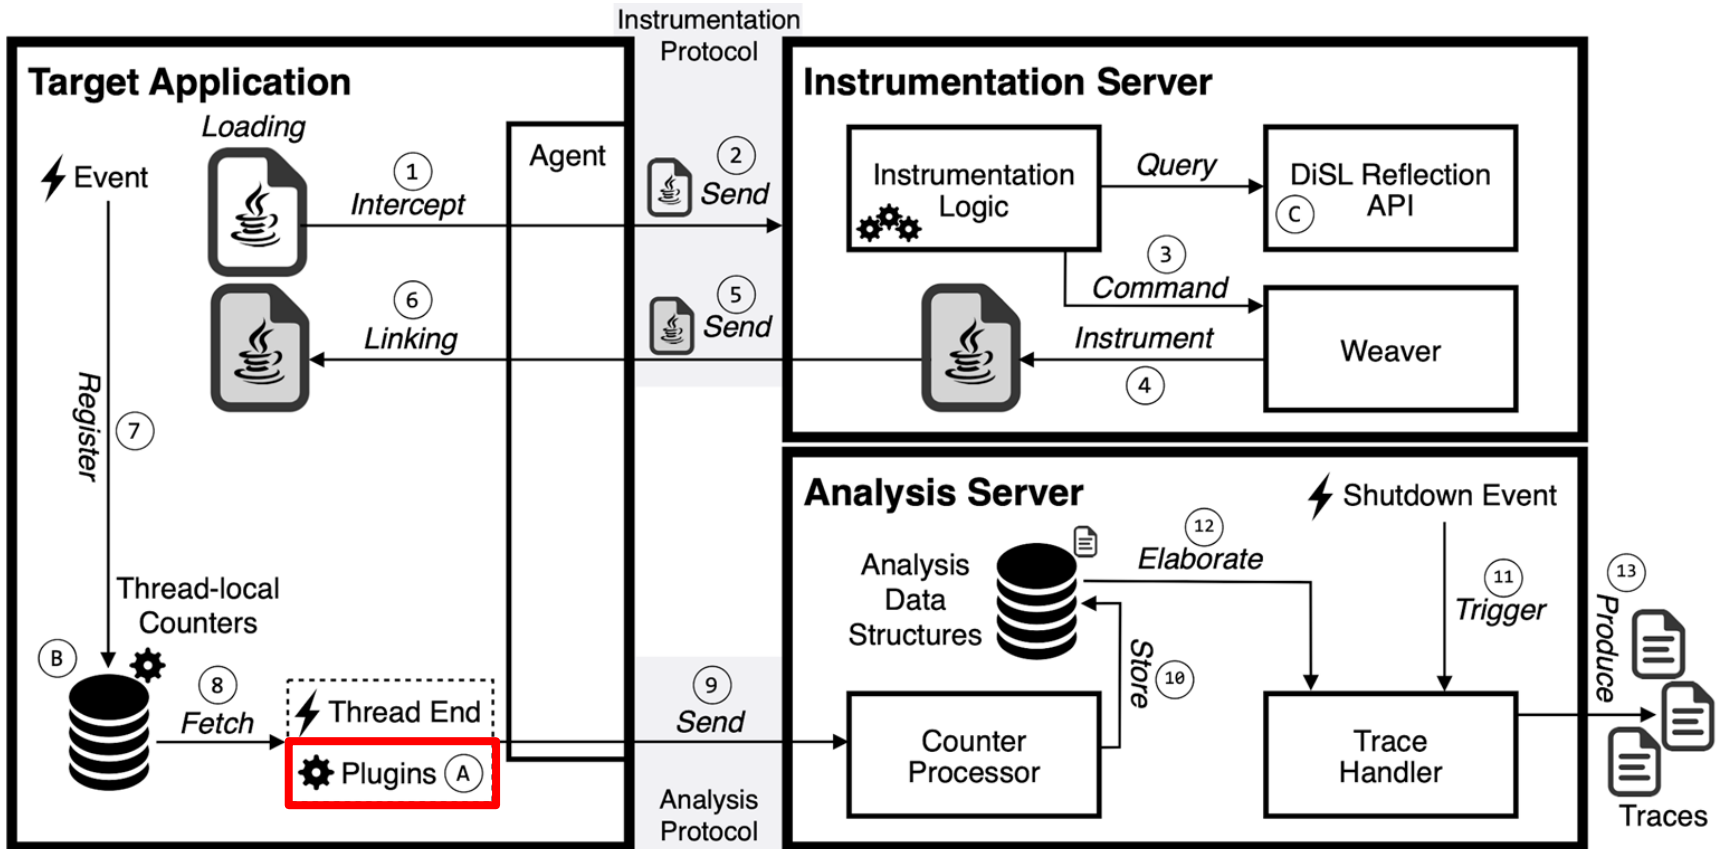 Instrumentation
Protocol
Target Application
Loading
Event
1
Intercept
Agent
2
Send
6
Linking
5
Send
Register
7
Thread-local
Counters
B
8
Fetch
Thread End
Plugins A
9
Send
Analysis
Protocol
Instrumentation Server
Instrumentation
Logic
Query
DiSL Reflection
API
C
3
Command
Instrument
4
Weaver
Analysis Server
Shutdown Event
Analysis
Data
Structures
12
Elaborate
11
Trigger
Store
10
Counter
Processor
Trace
Handler
13
Produce
Traces